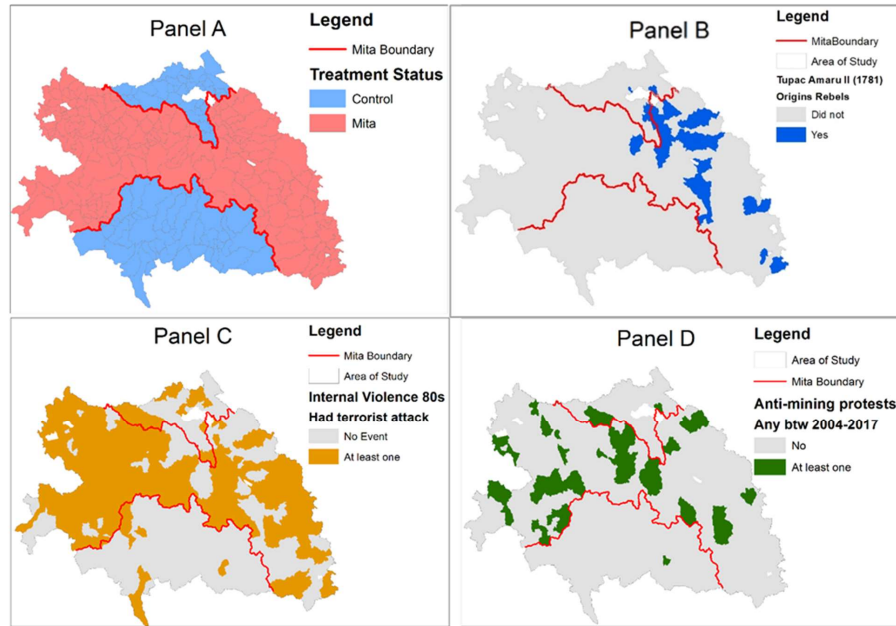 Panel A
Legend
Mita Boundary
Treatment Status
Control
Mita
Panel B
Legend
MitaBoundary
Area of Study
Tupac Amaru II (1781)
Origins Rebels
Did not
Yes
Panel C
Legend
Mita Boundary
Area of Study
Internal Violence 80s
Had terrorist attack
No Event
At least one
Panel D
Legend
Area of Study
Mita Boundary
Anti-mining protests
Any btw 2004-2017
No
At least one